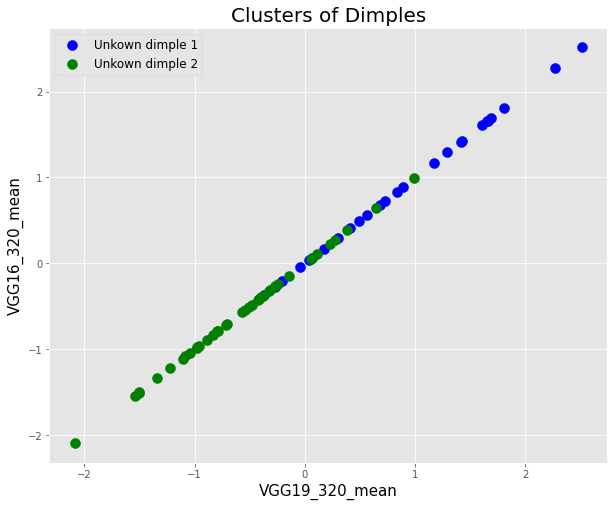 Clusters of Dimples
Unkown dimple 1
Unkown dimple 2
VGG16_320_mean
2
1
0
−1
−2
−2
−1
0
1
2
VGG19_320_mean